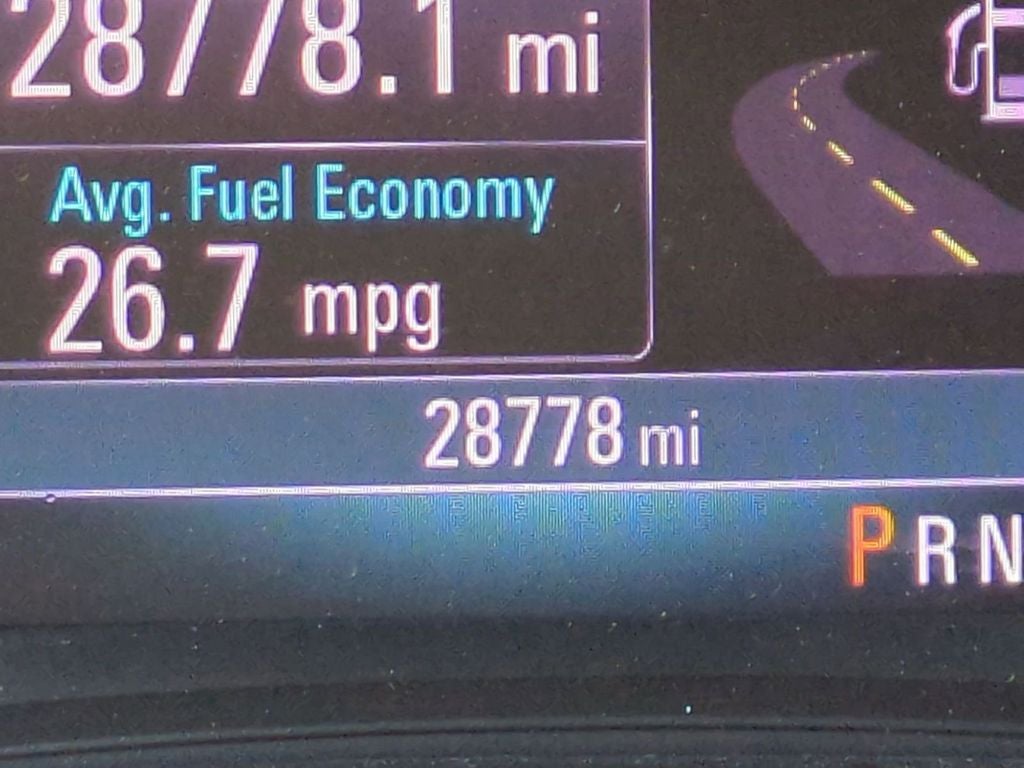 28778.1 mi
Avg. Fuel Economy
26.7 mpg
28778 mi
P R N